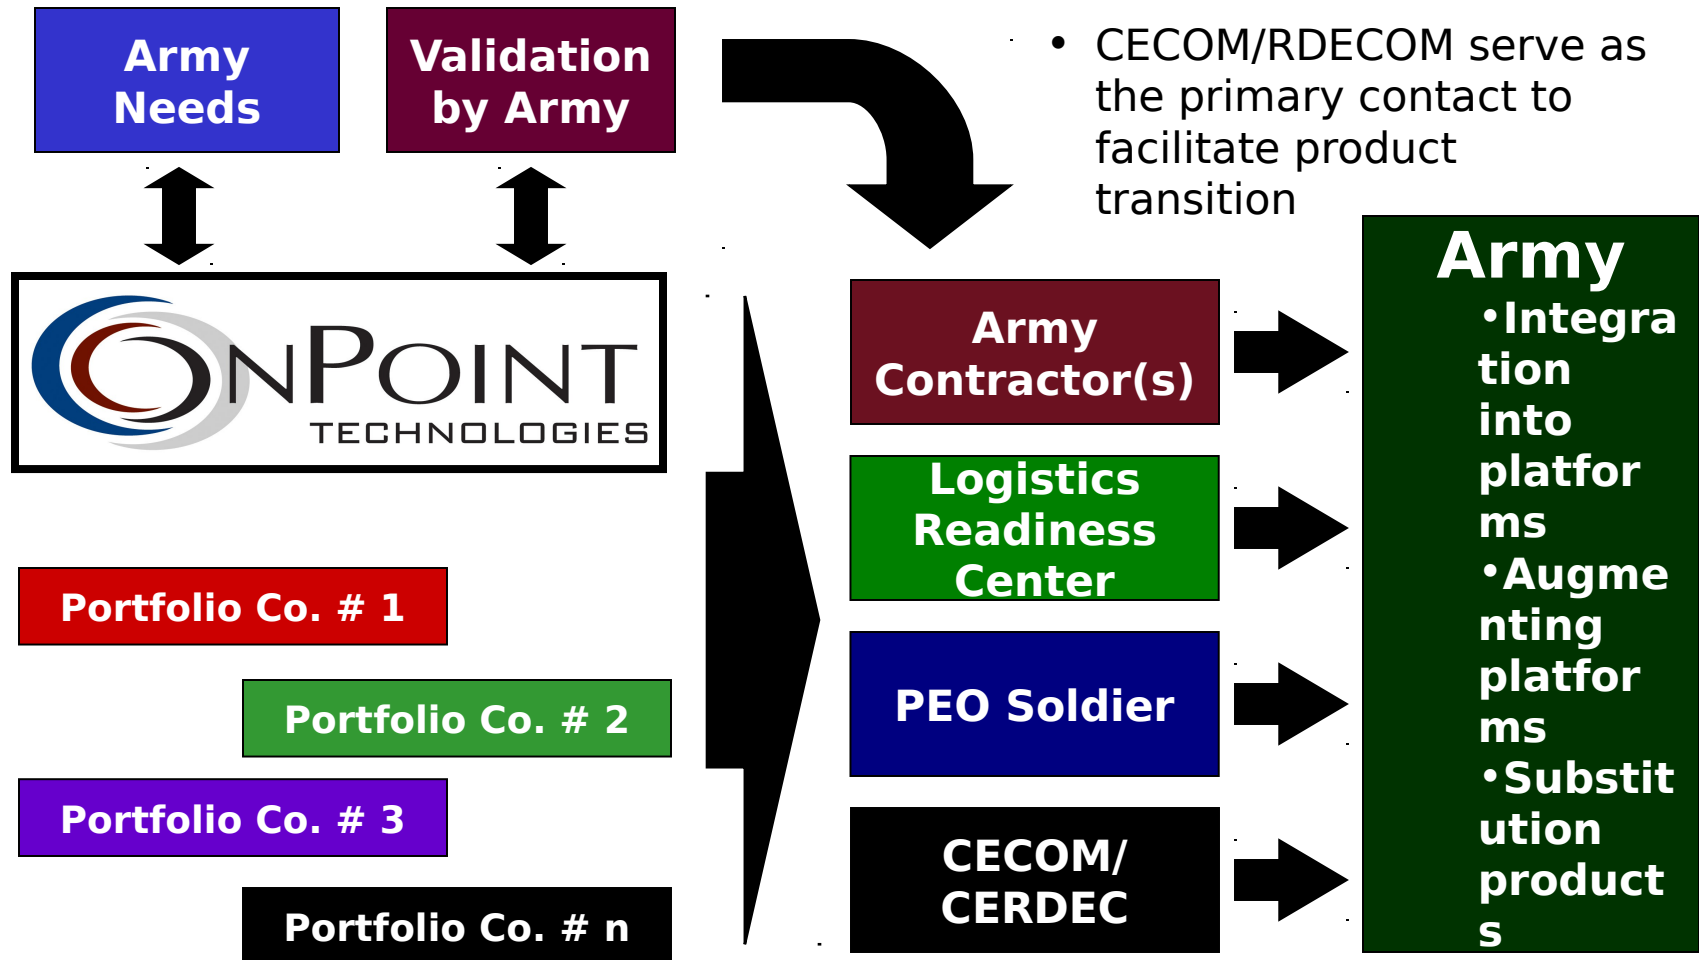 Army
Needs
Validation
by Army
• CECOM/RDECOM serve as
the primary contact to
facilitate product
transition
ONPOINT
TECHNOLOGIES
Portfolio Co. # 1
Portfolio Co. # 2
Portfolio Co. # 3
Portfolio Co. # n
Army
Contractor(s)
Logistics
Readiness
Center
PEO Soldier
CECOM/
CERDEC
Army
•Integra
tion
into
platfor
ms
•Augme
nting
platfor
ms
•Substit
ution
product
s